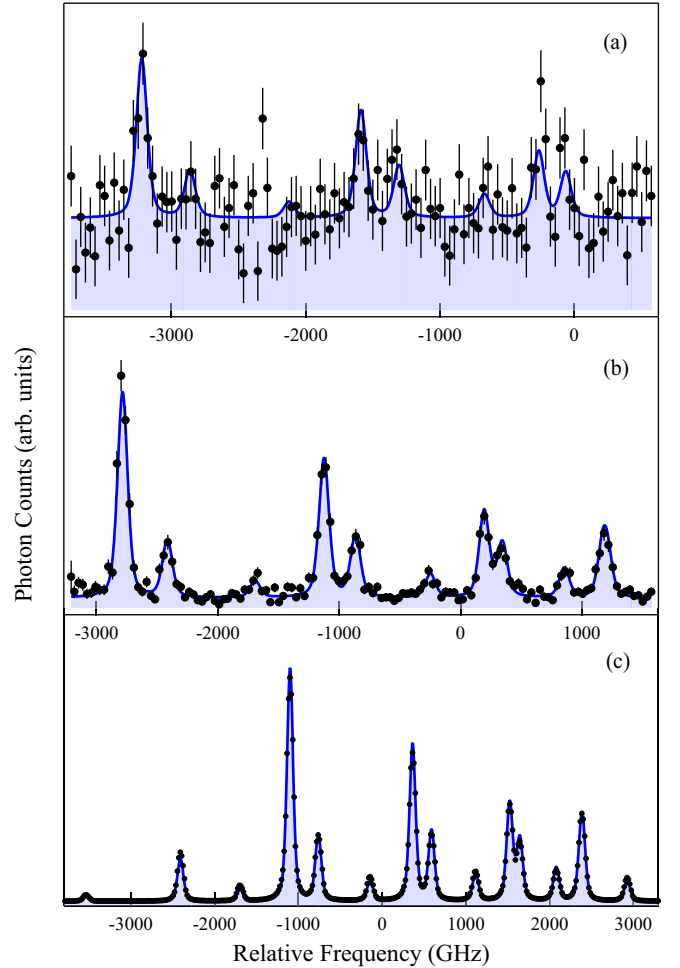 (a)
-3000 -2000 -1000 0
(b)
-3000 -2000 -1000 0 1000
(c)
-3000 -2000 -1000 0 1000 2000 3000
Photon Counts (arb. units)
Relative Frequency (GHz)